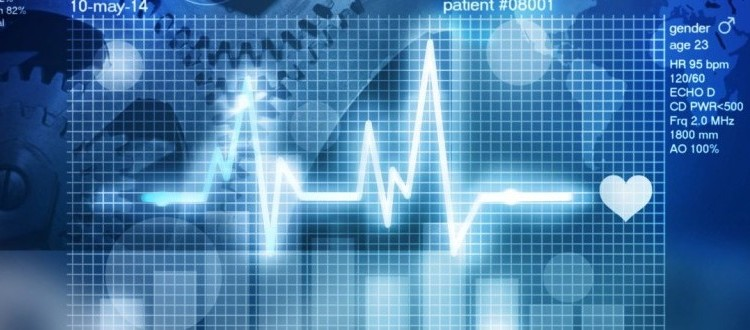 82%
10-may-14
patient #08001
gender ♂
age 23
HR 95 bpm
120/60
ECHO D
CD PWR<500
Frq 2.0 MHz
1800 mm
AO 100%